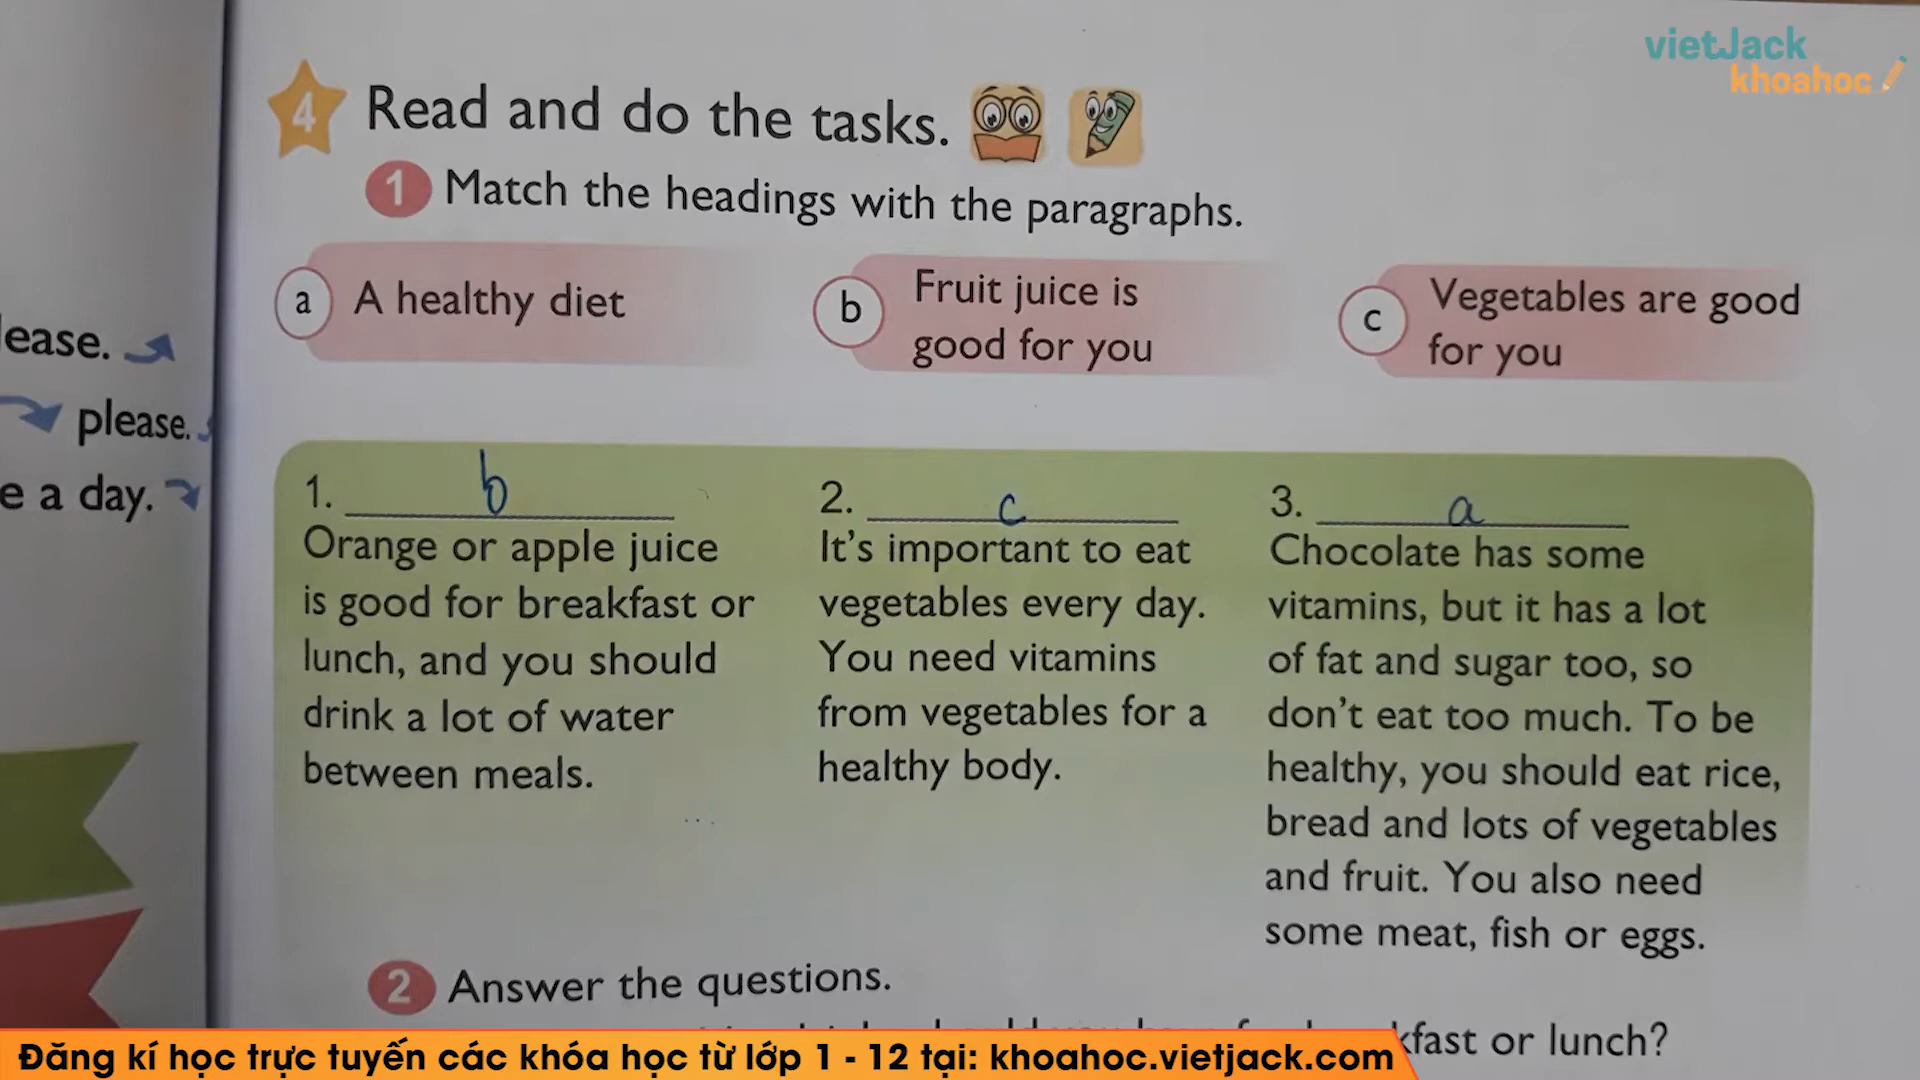 vietJack
khoahoc
4 Read and do the tasks.
1 Match the headings with the paragraphs.
a A healthy diet
b Fruit juice is
good for you
c Vegetables are good
for you
please.
e a day.
1. b
Orange or apple juice
is good for breakfast or
lunch, and you should
drink a lot of water
between meals.
2. c
It's important to eat
vegetables every day.
You need vitamins
from vegetables for a
healthy body.
3. a
Chocolate has some
vitamins, but it has a lot
of fat and sugar too, so
don't eat too much. To be
healthy, you should eat rice,
bread and lots of vegetables
and fruit. You also need
some meat, fish or eggs.
2 Answer the questions.
or lunch?
Đăng kí học trực tuyến các khóa học từ lớp 1 - 12 tại: khoahoc.vietjack.com